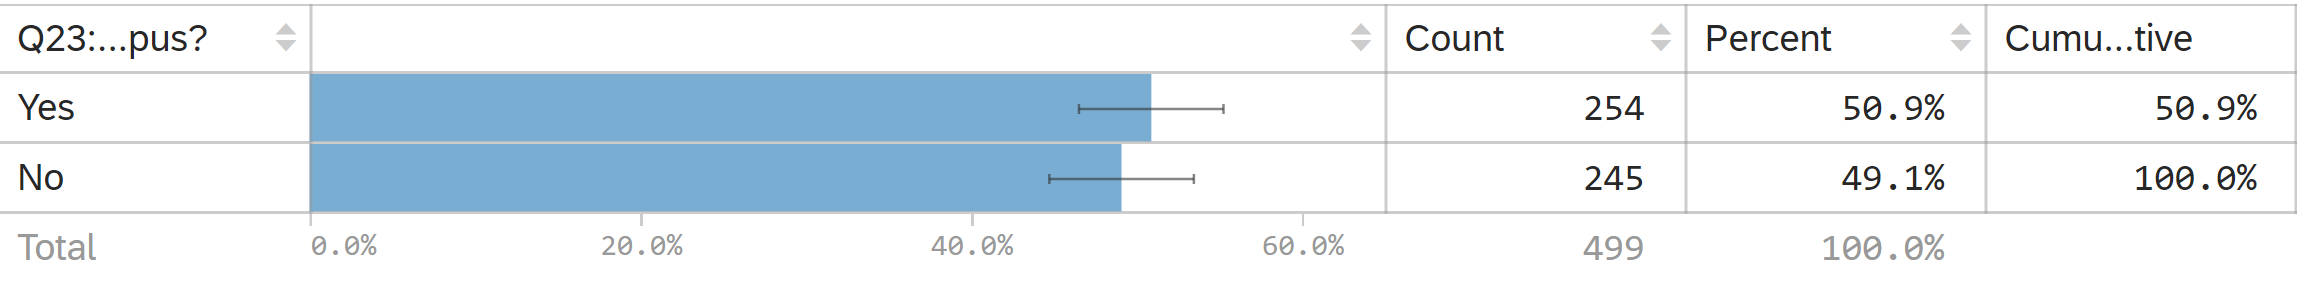 Q23:...pus? Count Percent Cumu...tive
Yes 254 50.9% 50.9%
No 245 49.1% 100.0%
Total 0.0% 20.0% 40.0% 60.0% 499 100.0%